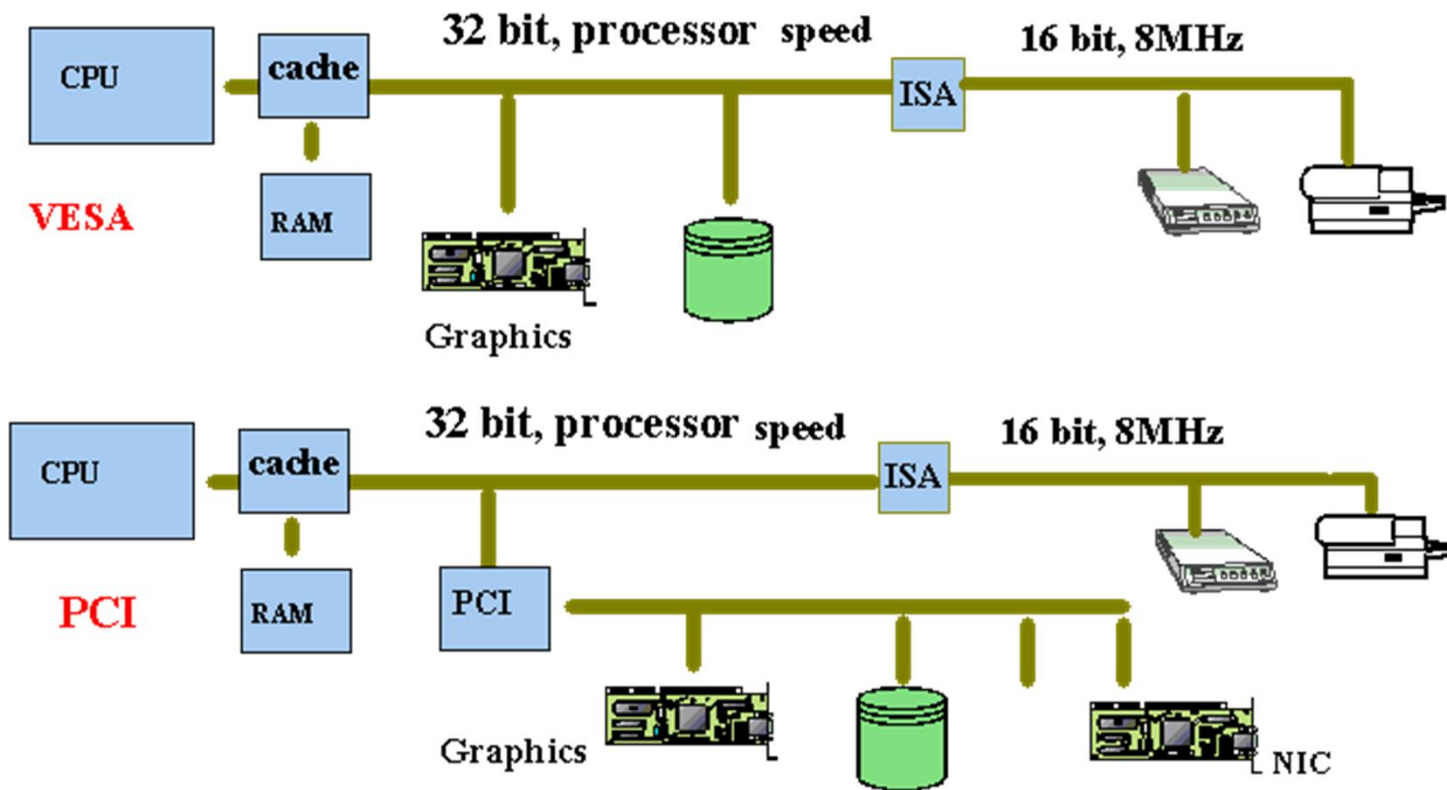 32 bit, processor speed
16 bit, 8MHz
CPU
cache
ISA
VESA
RAM
Graphics
32 bit, processor speed
16 bit, 8MHz
CPU
cache
ISA
PCI
RAM
PCI
Graphics
NIC